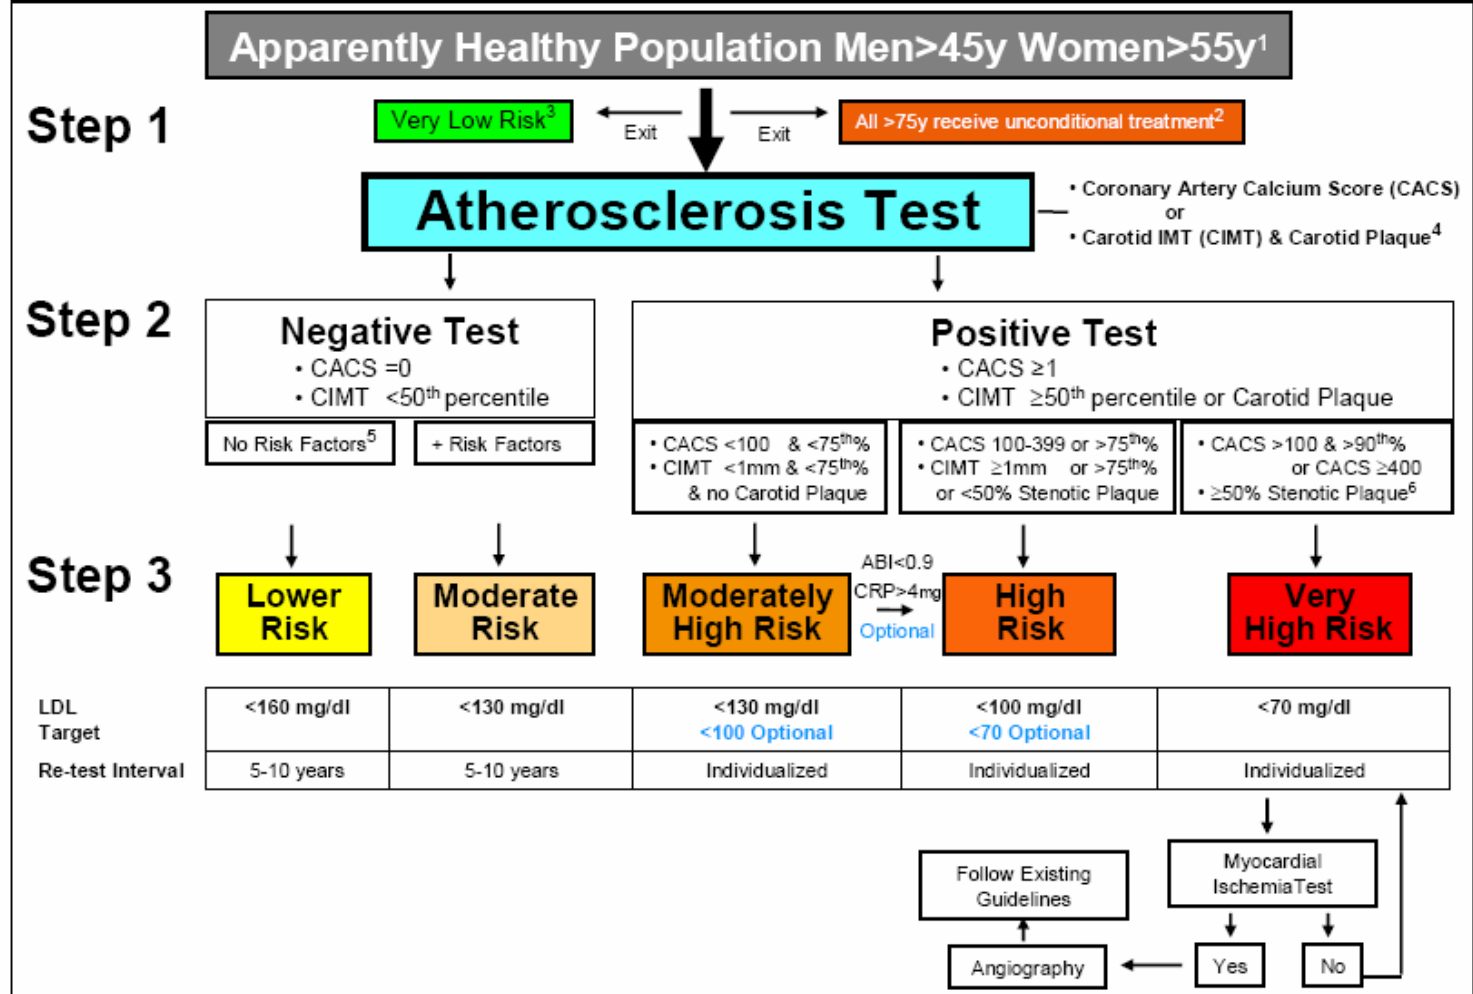 Apparently Healthy Population Men>45y Women>55y¹
Step 1
Very Low Risk³
Exit
Exit
All >75y receive unconditional treatment²
Atherosclerosis Test
• Coronary Artery Calcium Score (CACS)
or
• Carotid IMT (CIMT) & Carotid Plaque⁴
Step 2
Negative Test
• CACS =0
• CIMT <50th percentile
Positive Test
• CACS ≥1
• CIMT ≥50th percentile or Carotid Plaque
No Risk Factors⁵
+ Risk Factors
• CACS <100 & <75th%
• CIMT <1mm & <75th%
& no Carotid Plaque
• CACS 100-399 or >75th%
• CIMT ≥1mm or >75th%
or <50% Stenotic Plaque
• CACS >100 & >90th%
or CACS ≥400
• ≥50% Stenotic Plaque⁶
Step 3
Lower
Risk
Moderate
Risk
Moderately
High Risk
ABI<0.9
CRP>4mg
Optional
High
Risk
Very
High Risk
LDL
Target
<160 mg/dl
<130 mg/dl
<130 mg/dl
<100 Optional
<100 mg/dl
<70 Optional
<70 mg/dl
Re-test Interval
5-10 years
5-10 years
Individualized
Individualized
Individualized
Follow Existing
Guidelines
Myocardial
IschemiaTest
Angiography
Yes
No